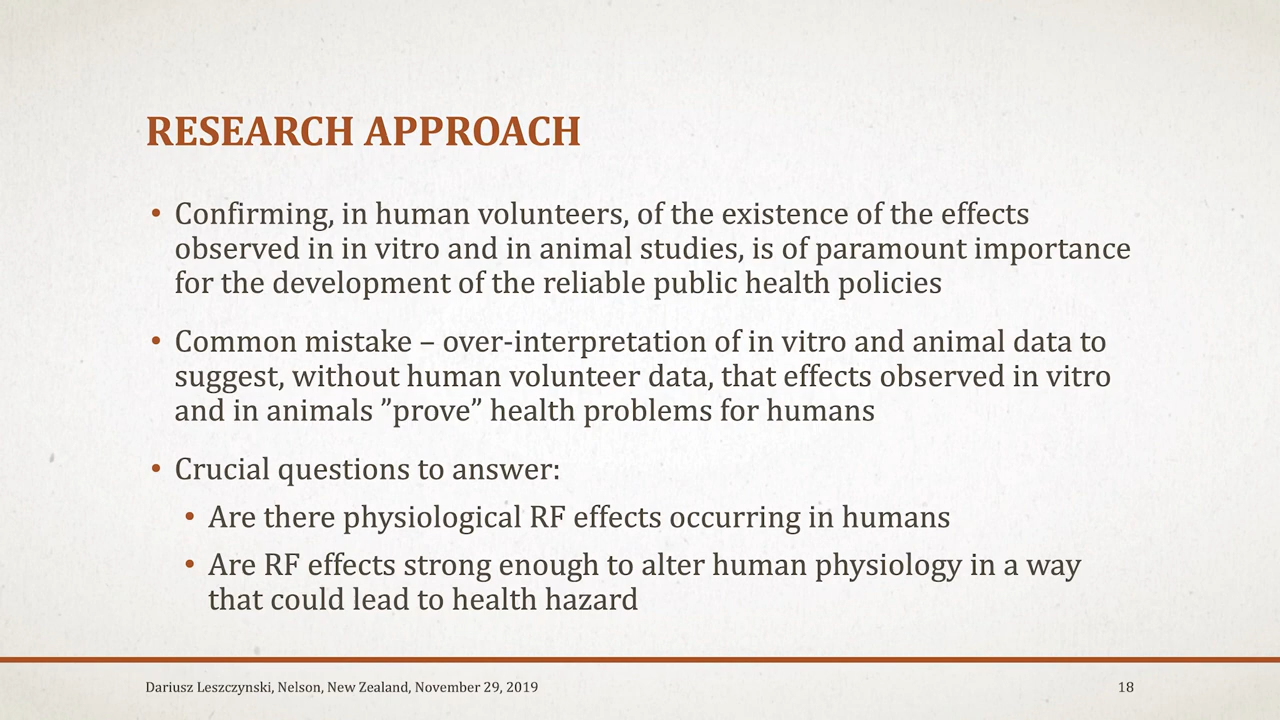 RESEARCH APPROACH
• Confirming, in human volunteers, of the existence of the effects
observed in in vitro and in animal studies, is of paramount importance
for the development of the reliable public health policies
• Common mistake – over-interpretation of in vitro and animal data to
suggest, without human volunteer data, that effects observed in vitro
and in animals ”prove” health problems for humans
• Crucial questions to answer:
• Are there physiological RF effects occurring in humans
• Are RF effects strong enough to alter human physiology in a way
that could lead to health hazard
Dariusz Leszczynski, Nelson, New Zealand, November 29, 2019
18